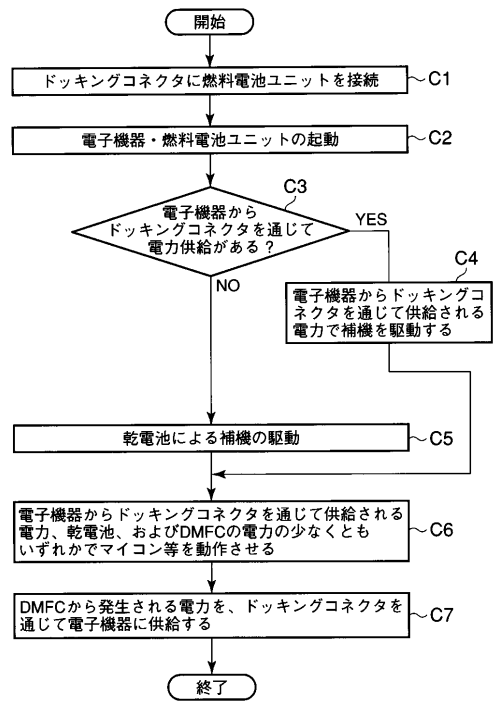 開始
ドッキングコネクタに燃料電池ユニットを接続
C1
電子機器・燃料電池ユニットの起動
C2
C3
電子機器から
ドッキングコネクタを通じて
電力供給がある?
YES
NO
C4
電子機器からドッキングコ
ネクタを通じて供給される
電力で補機を駆動する
乾電池による補機の駆動
C5
電子機器からドッキングコネクタを通じて供給される
電力、乾電池、およびDMFCの電力の少なくとも
いずれかでマイコン等を動作させる
C6
DMFCから発生される電力を、ドッキングコネクタを
通じて電子機器に供給する
C7
終了